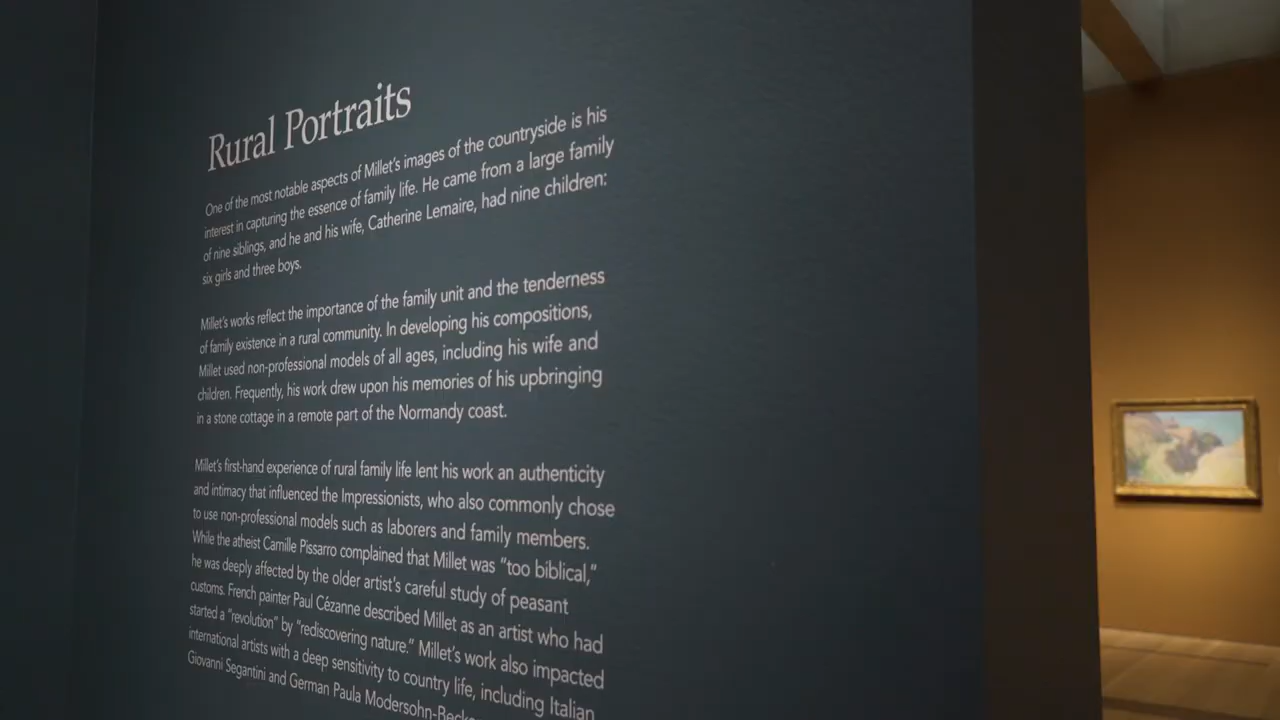 Rural Portraits
One of the most notable aspects of Millet's images of the countryside is his
interest in capturing the essence of family life. He came from a large family
of nine siblings, and he and his wife, Catherine Lemaire, had nine children:
six girls and three boys.
Millet's works reflect the importance of the family unit and the tenderness
of family existence in a rural community. In developing his compositions,
Millet used non-professional models of all ages, including his wife and
children. Frequently, his work drew upon his memories of his upbringing
in a stone cottage in a remote part of the Normandy coast.
Millet's first-hand experience of rural family life lent his work an authenticity
and intimacy that influenced the Impressionists, who also commonly chose
to use non-professional models such as laborers and family members.
While the atheist Camille Pissarro complained that Millet was "too biblical,"
he was deeply affected by the older artist's careful study of peasant
customs. French painter Paul Cézanne described Millet as an artist who had
started a "revolution" by "rediscovering nature." Millet's work also impacted
international artists with a deep sensitivity to country life, including Italian
Giovanni Segantini and German Paula